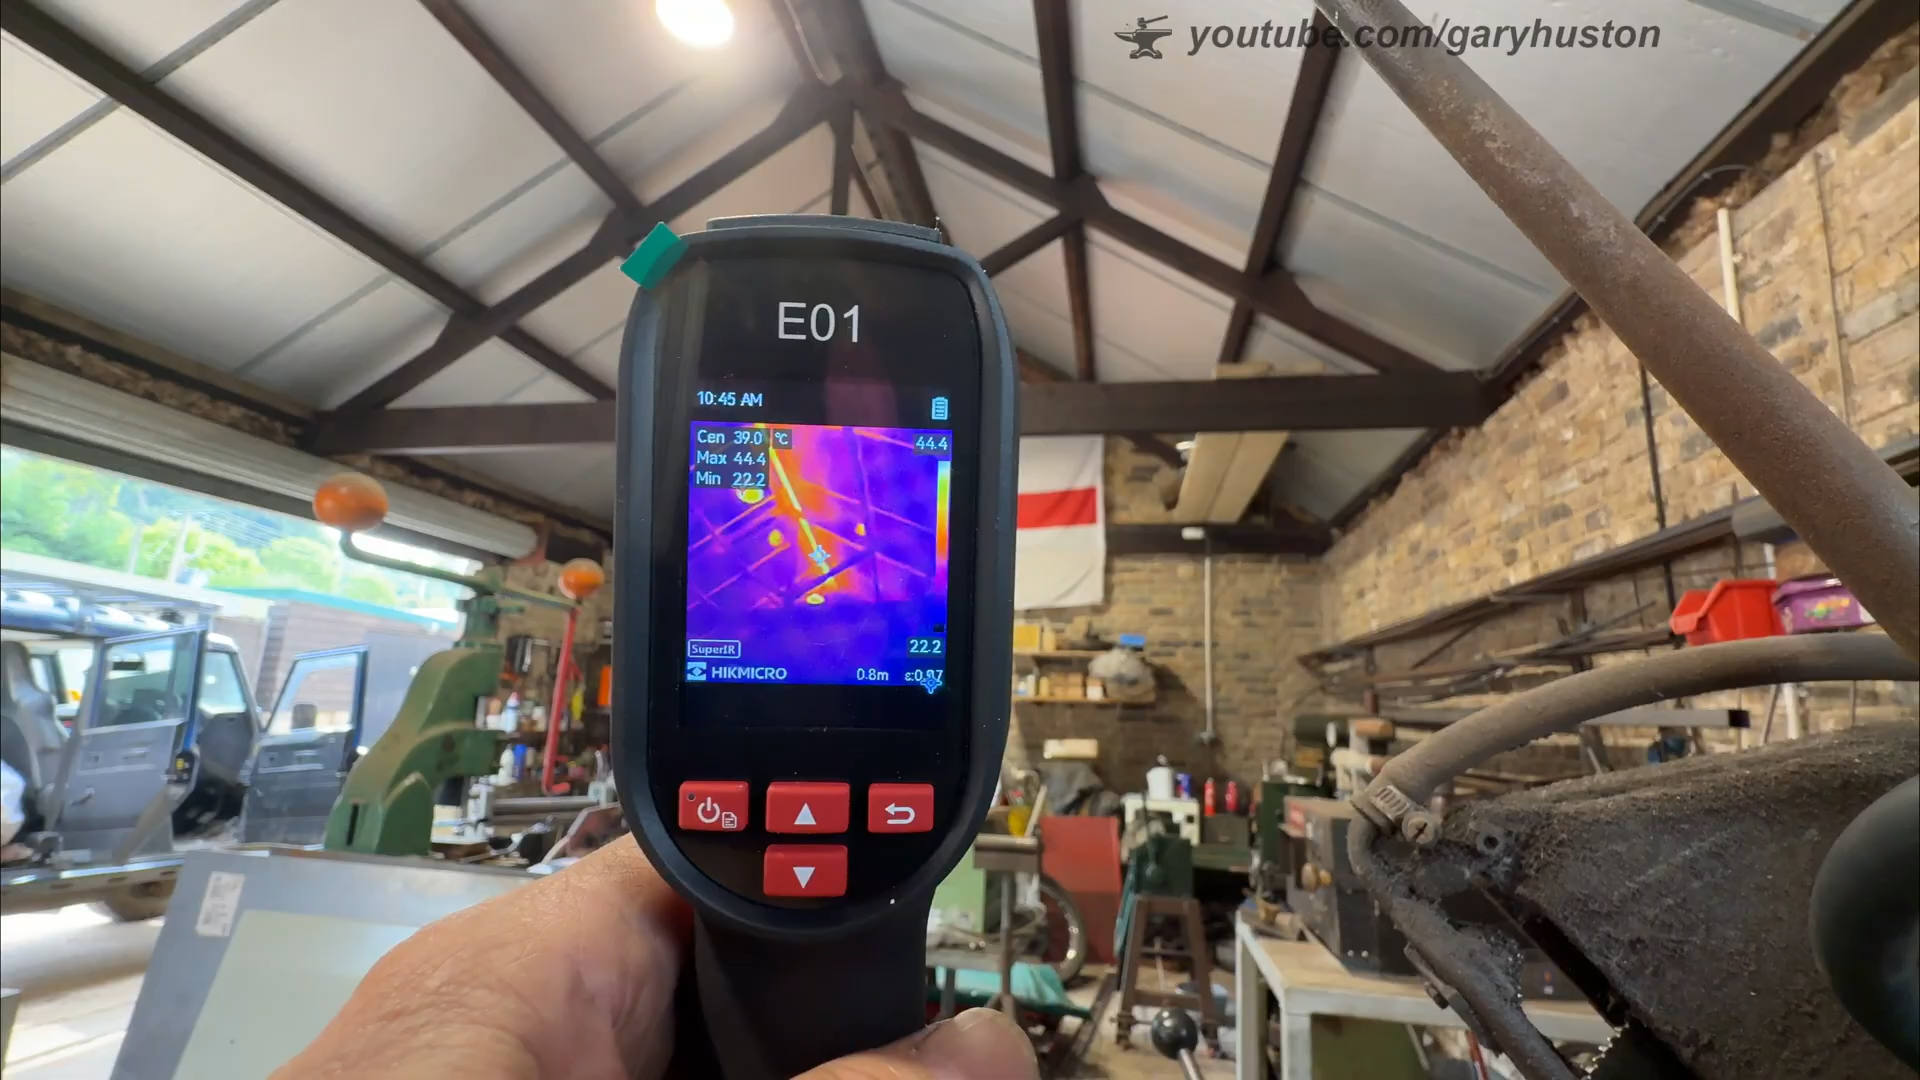 youtube.com/garyhuston
E01
10:45 AM
Cen 39.0 °C
44.4
Max 44.4
Min 22.2
SuperIR
22.2
HIKMICRO 0.8m ε:0.97